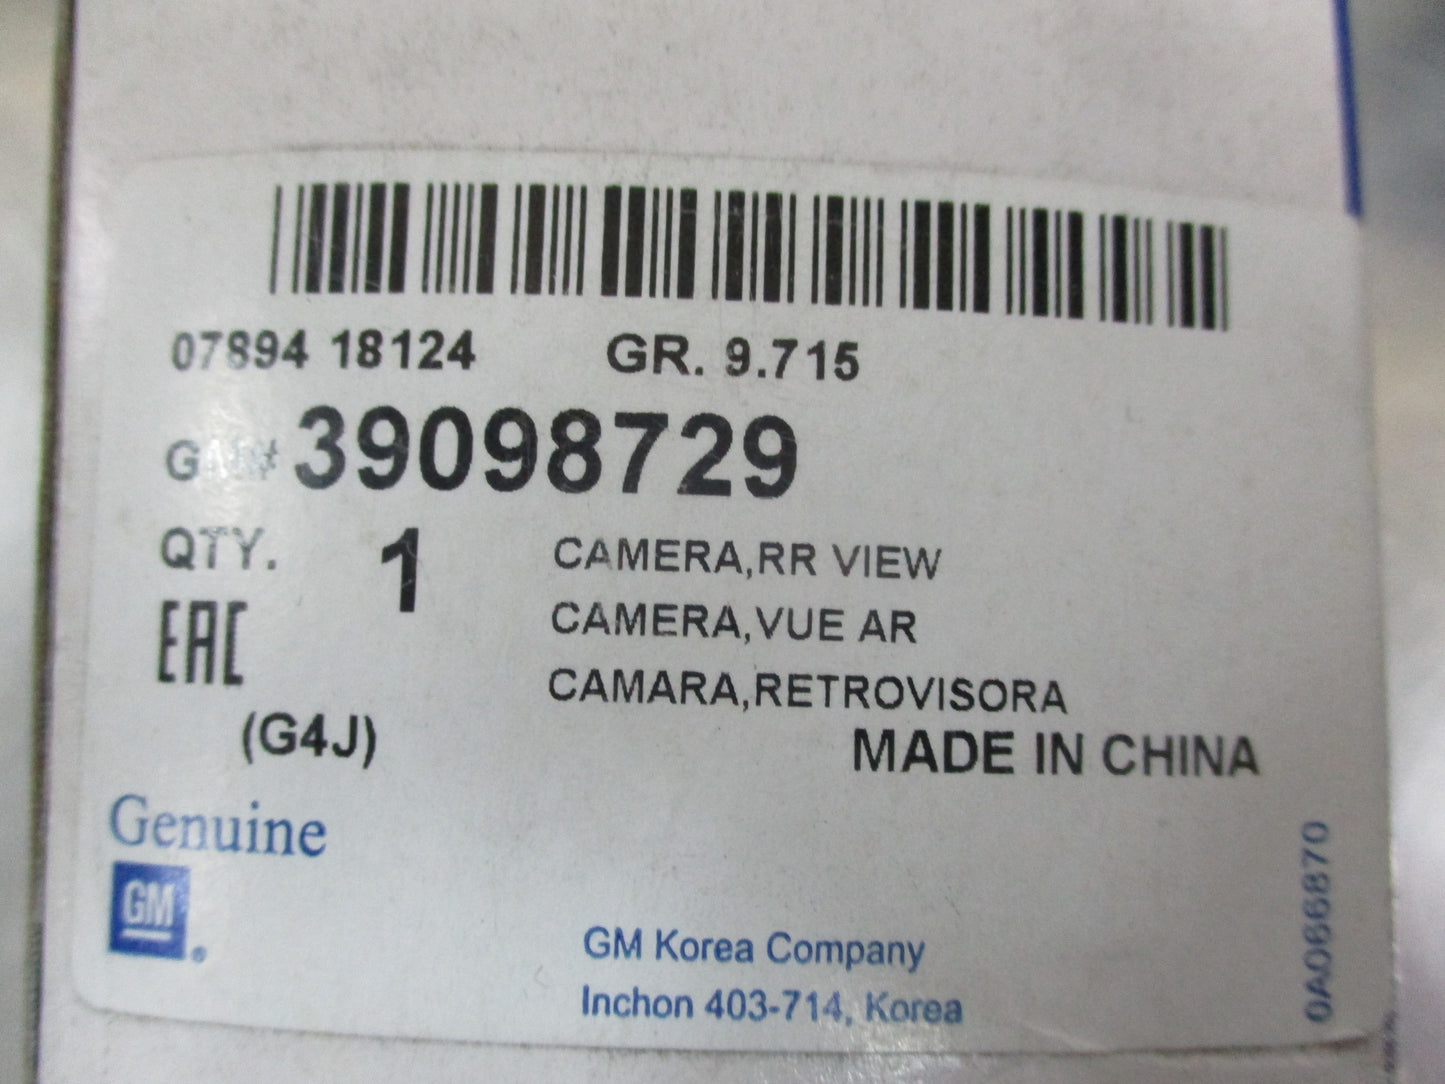 07894 18124 GR. 9.715
39098729
QTY. 1 CAMERA,RR VIEW
CAMERA,VUE AR
EAC
CAMARA,RETROVISORA
(G4J) MADE IN CHINA
Genuine
GM
®
GM Korea Company
Inchon 403-714, Korea
0A066870